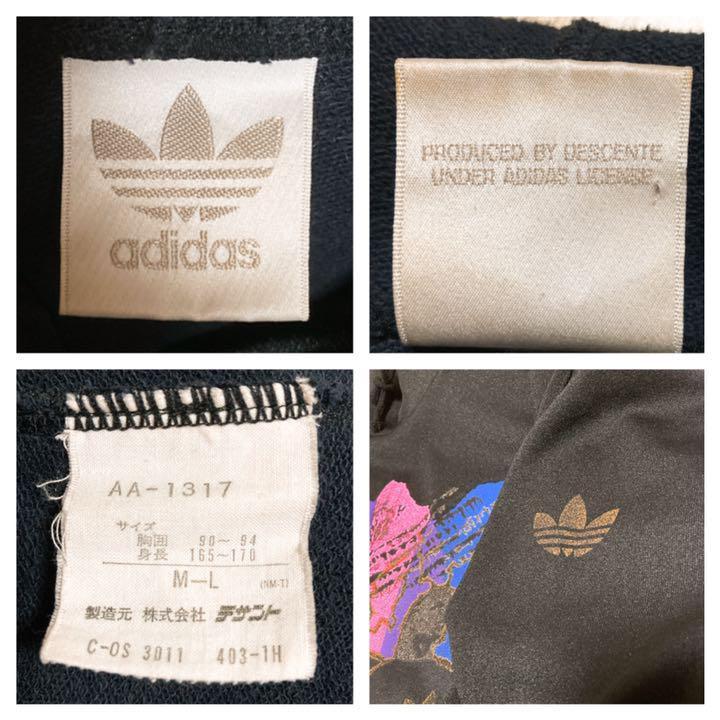 adidas
PRODUCED BY DESCENTE
UNDER ADIDAS LICENSE
AA-1317
サイズ
胸囲 90～94
身長 165～170
M-L (NM-T)
製造元 株式会社 デサント
C-OS 3011 403-1H